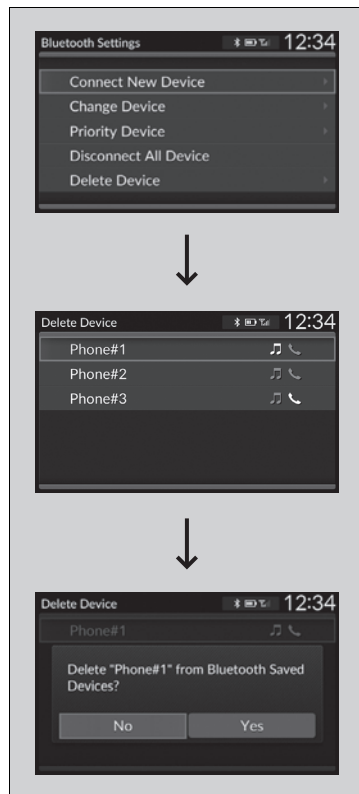 Bluetooth Settings 12:34
Connect New Device
Change Device
Priority Device
Disconnect All Device
Delete Device
Delete Device 12:34
Phone#1
Phone#2
Phone#3
Delete Device 12:34
Phone#1
Delete "Phone#1" from Bluetooth Saved
Devices?
No Yes